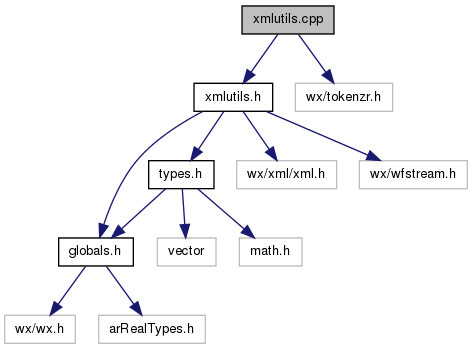 xmlutils.cpp
xmlutils.h
wx/tokenzr.h
types.h
wx/xml/xml.h
wx/wfstream.h
globals.h
vector
math.h
wx/wx.h
arRealTypes.h